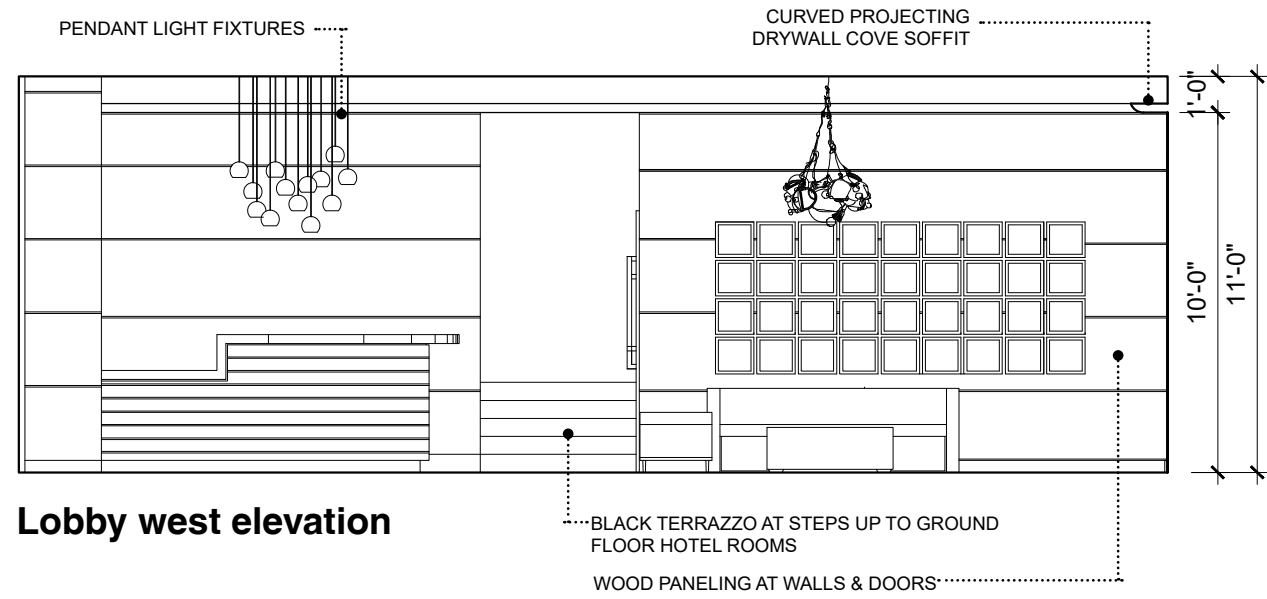 PENDANT LIGHT FIXTURES
CURVED PROJECTING
DRYWALL COVE SOFFIT
1'-0"
10'-0"
11'-0"
Lobby west elevation
BLACK TERRAZZO AT STEPS UP TO GROUND
FLOOR HOTEL ROOMS
WOOD PANELING AT WALLS & DOORS